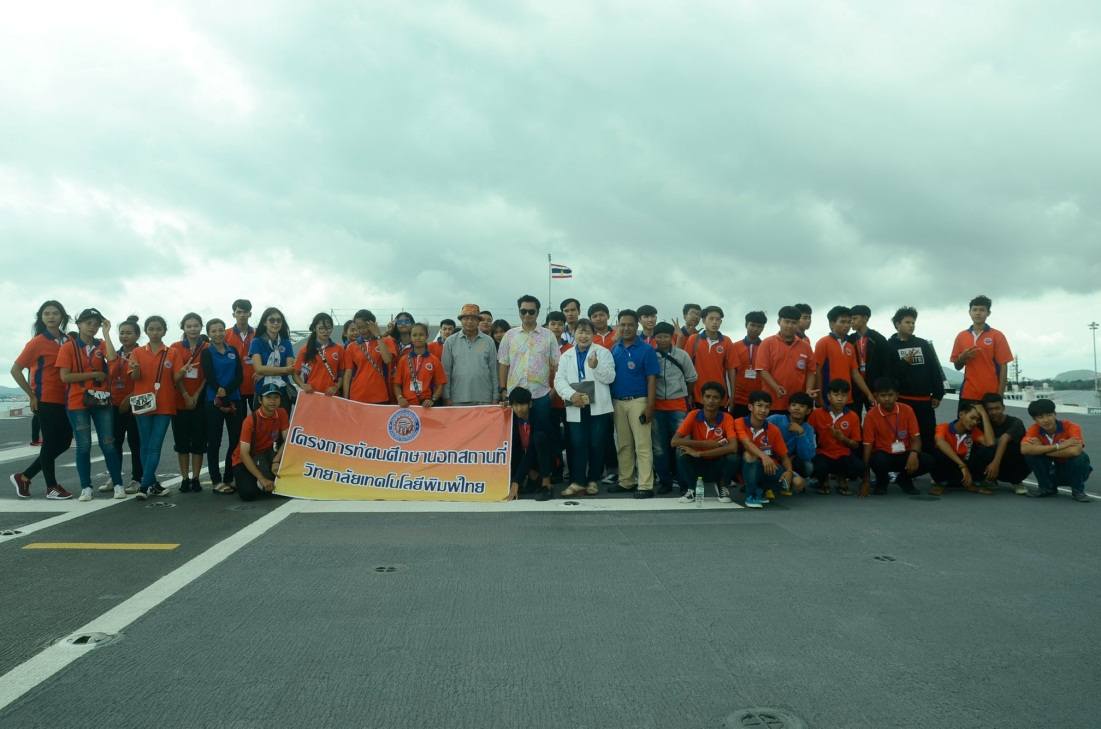 โครงการทัศนศึกษานอกสถานที่
วิทยาลัยเทคโนโลยีพิมพ์ไทย